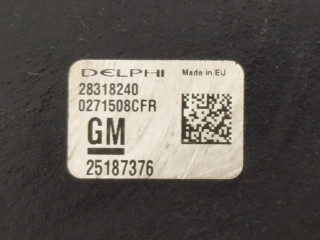 DELPHI Made in EU
28318240
0271508CFR
GM
25187376